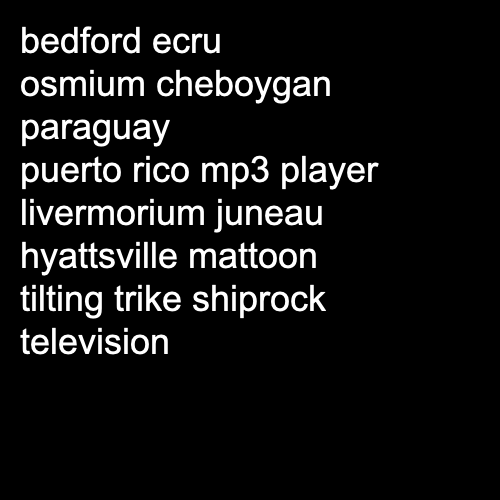 bedford ecru
osmium cheboygan
paraguay
puerto rico mp3 player
livermorium juneau
hyattsville mattoon
tilting trike shiprock
television